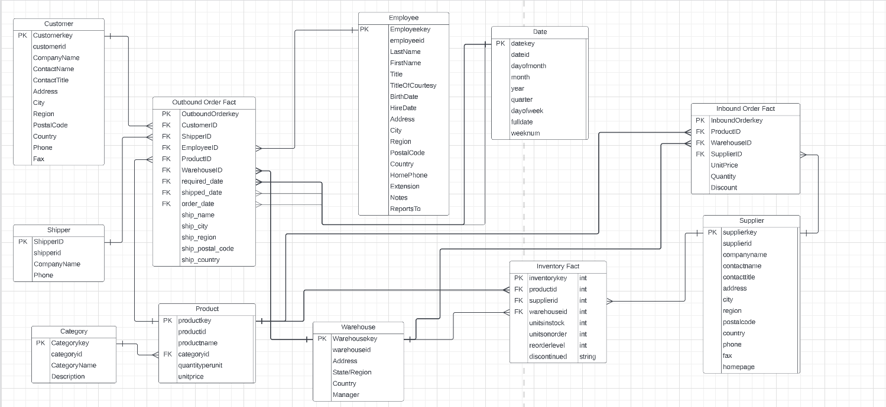 Customer
PK Customerkey
customerid
CompanyName
ContactName
ContactTitle
Address
City
Region
PostalCode
Country
Phone
Fax
Shipper
PK ShipperID
shipperid
CompanyName
Phone
Category
PK Categorykey
categoryid
CategoryName
Description
Outbound Order Fact
PK OutboundOrderkey
FK CustomerID
FK ShipperID
FK EmployeeID
FK ProductID
FK WarehouseID
FK required_date
FK shipped_date
FK order_date
ship_name
ship_city
ship_region
ship_postal_code
ship_country
Product
PK productkey
productid
productname
FK categoryid
quantityperunit
unitprice
Employee
PK Employeekey
employeeid
LastName
FirstName
Title
TitleOfCourtesy
BirthDate
HireDate
Address
City
Region
PostalCode
Country
HomePhone
Extension
Notes
ReportsTo
Warehouse
PK Warehousekey
warehouseid
Address
State/Region
Country
Manager
Date
PK datekey
dateid
dayofmonth
month
year
quarter
dayofweek
fulldate
weeknum
Inventory Fact
PK inventorykey int
FK productid int
FK supplierid int
FK warehouseid int
unitsinstock int
unitsonorder int
reorderlevel int
discontinued string
Inbound Order Fact
PK InboundOrderkey
FK ProductID
FK WarehouseID
FK SupplierID
UnitPrice
Quantity
Discount
Supplier
PK supplierkey
supplierid
companyname
contactname
contacttitle
address
city
region
postalcode
country
phone
fax
homepage